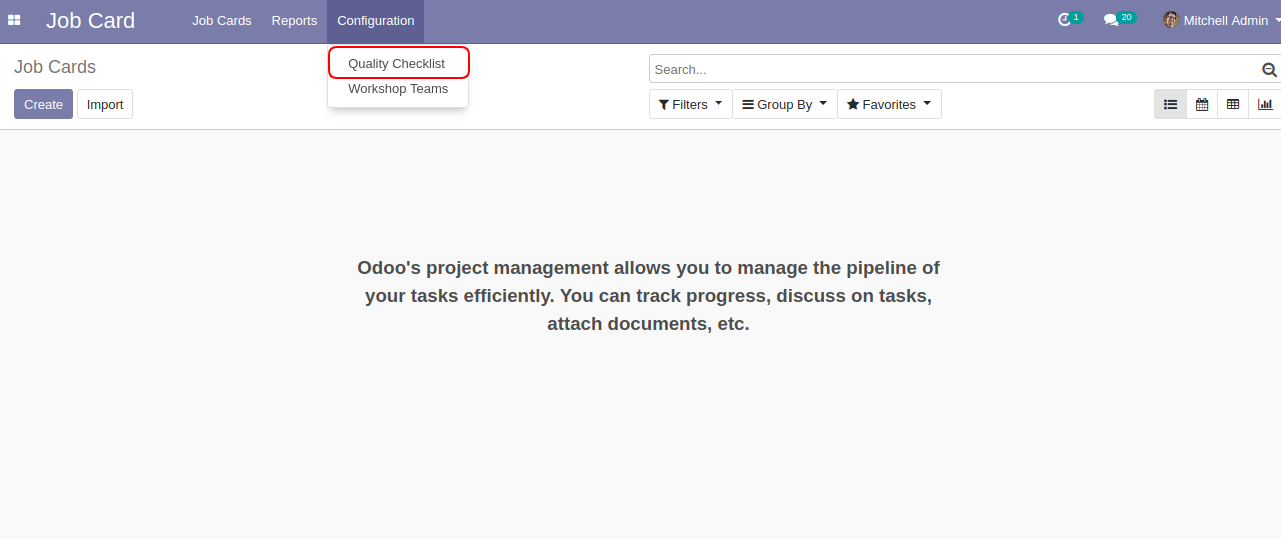 Job Card
Job Cards
Reports
Configuration
1
20
Mitchell Admin
Job Cards
Quality Checklist
Workshop Teams
Search...
Create
Import
Filters
Group By
Favorites
Odoo's project management allows you to manage the pipeline of
your tasks efficiently. You can track progress, discuss on tasks,
attach documents, etc.